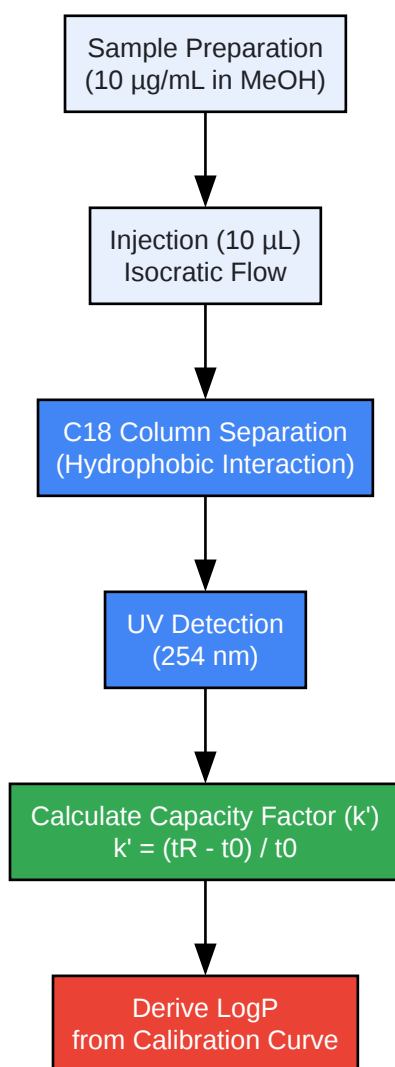 Sample Preparation
(10 µg/mL in MeOH)
Injection (10 µL)
Isocratic Flow
C18 Column Separation
(Hydrophobic Interaction)
UV Detection
(254 nm)
Calculate Capacity Factor (k')
k' = (tR - t0) / t0
Derive LogP
from Calibration Curve